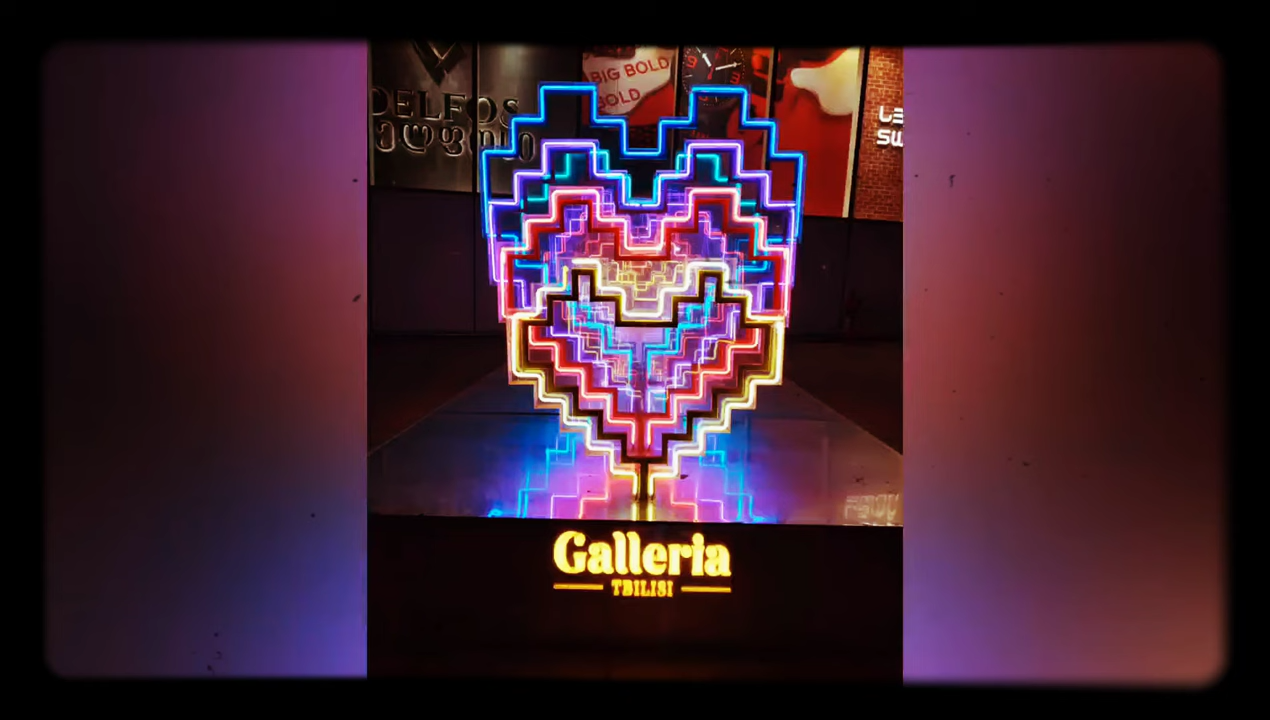 BIG BOLD
BOLD
DELFOS
Galleria
TBILISI